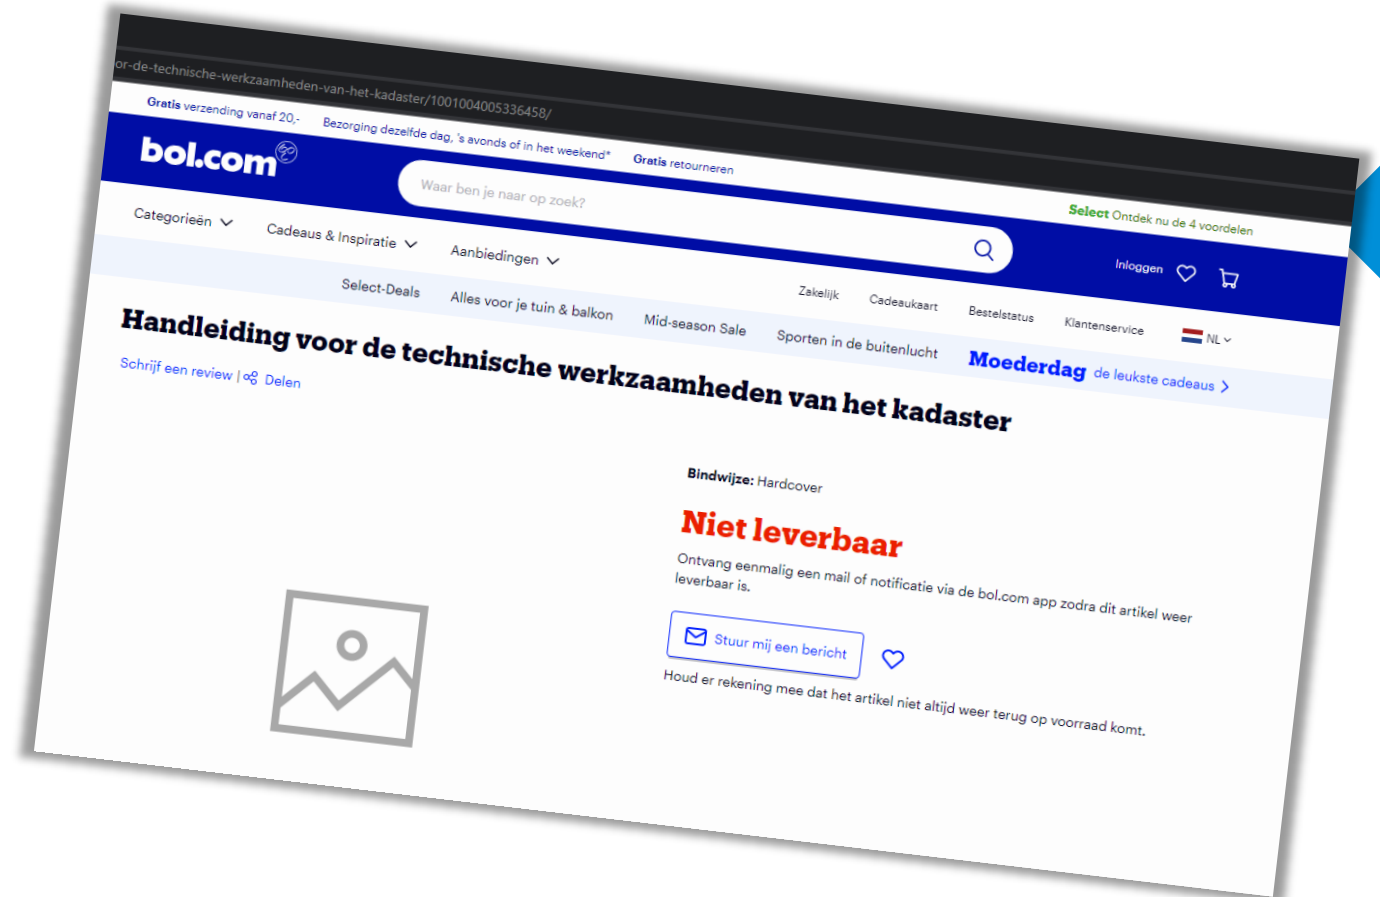 or-de-technische-werkzaamheden-van-het-kadaster/1001004005336458/
Gratis verzending vanaf 20,- Bezorging dezelfde dag, 's avonds of in het weekend* Gratis retourneren
Select Ontdek nu de 4 voordelen
bol.com
Waar ben je naar op zoek?
Inloggen
Categorieën Cadeaus & Inspiratie Aanbiedingen
Zakelijk Cadeaukaart Bestelstatus Klantenservice NL
Select-Deals Alles voor je tuin & balkon Mid-season Sale Sporten in de buitenlucht Moederdag de leukste cadeaus
Handleiding voor de technische werkzaamheden van het kadaster
Schrijf een review | Delen
Bindwijze: Hardcover
Niet leverbaar
Ontvang eenmalig een mail of notificatie via de bol.com app zodra dit artikel weer
leverbaar is.
Stuur mij een bericht
Houd er rekening mee dat het artikel niet altijd weer terug op voorraad komt.